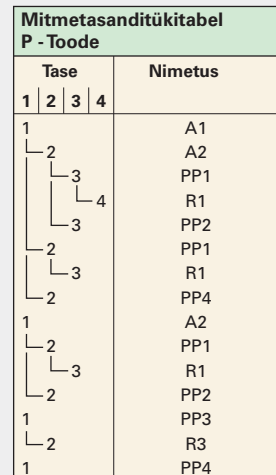 Mitmetasanditükitabel
P - Toode
Tase Nimetus
1 2 3 4
1 A1
2 A2
3 PP1
4 R1
3 PP2
2 PP1
3 R1
2 PP4
1 A2
2 PP1
3 R1
2 PP2
1 PP3
2 R3
1 PP4